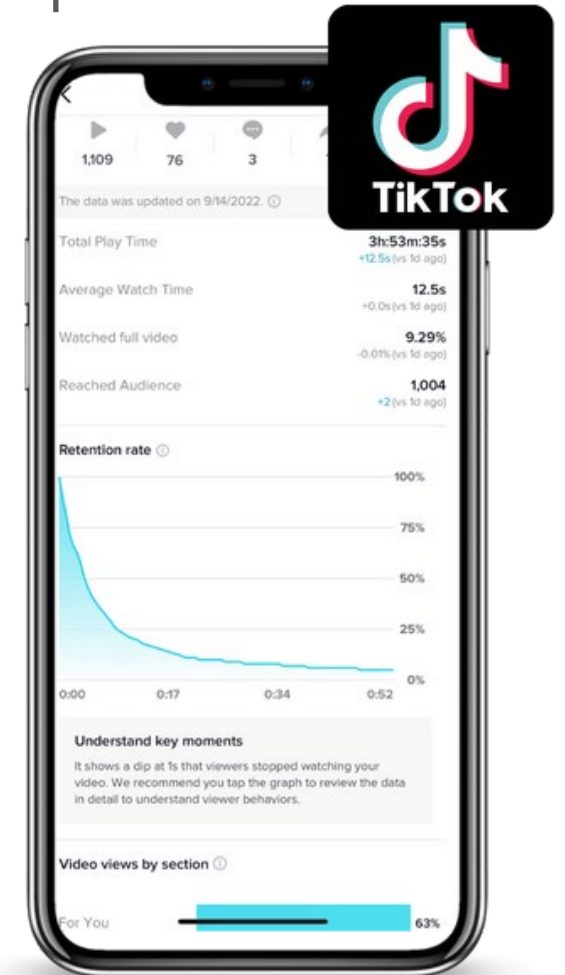 TikTok
1,109 76 3
The data was updated on 9/14/2022.
Total Play Time 3h:53m:35s
+12.5s (vs 1d ago)
Average Watch Time 12.5s
+0.0s (vs 1d ago)
Watched full video 9.29%
-0.01% (vs 1d ago)
Reached Audience 1,004
+2 (vs 1d ago)
Retention rate
100%
75%
50%
25%
0%
0:00 0:17 0:34 0:52
Understand key moments
It shows a dip at 1s that viewers stopped watching your
video. We recommend you tap the graph to review the data
in detail to understand viewer behaviors.
Video views by section
For You 63%